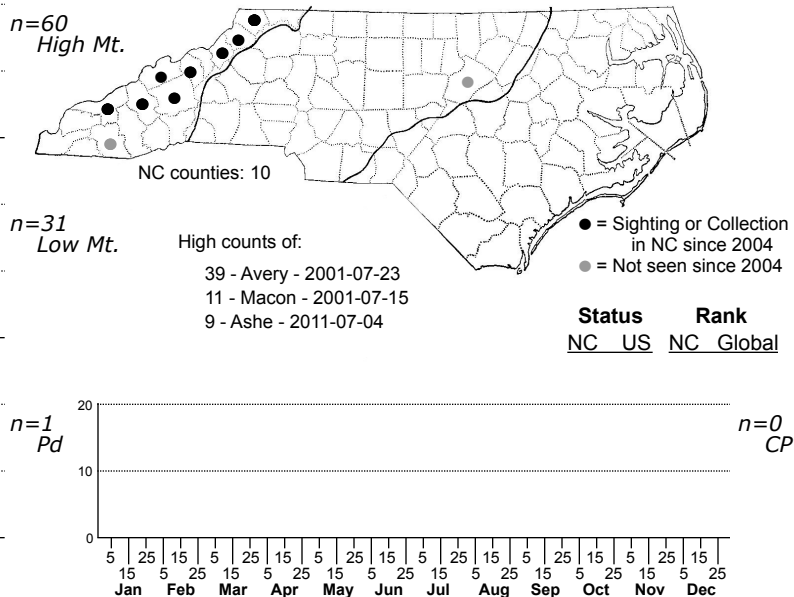 n=60
High Mt.
NC counties: 10
n=31
Low Mt.
High counts of:
39 - Avery - 2001-07-23
11 - Macon - 2001-07-15
9 - Ashe - 2011-07-04
= Sighting or Collection
in NC since 2004
= Not seen since 2004
Status Rank
NC US NC Global
n=1
Pd
20
10
0
n=0
CP
5 15 25 5 15 25 5 15 25 5 15 25 5 15 25 5 15 25
15 5 25 15 5 25 15 5 25 15 5 25 15 5 25 15 5 25
Jan Feb Mar Apr May Jun Jul Aug Sep Oct Nov Dec